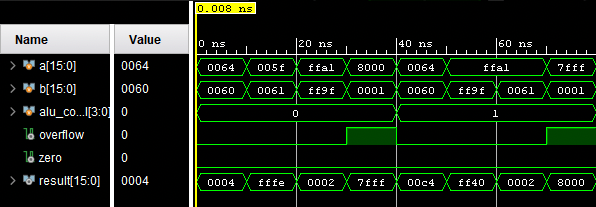 0.008 ns
Name Value 0 ns 20 ns 40 ns 60 ns
a[15:0] 0064 0064 005f ffa1 8000 0064 ffa1 7fff
b[15:0] 0060 0060 0061 ff9f 0001 0060 ff9f 0061 0001
alu_co...l[3:0] 0 0 1
overflow 0
zero 0
result[15:0] 0004 0004 fffe 0002 7fff 00c4 ff40 0002 8000